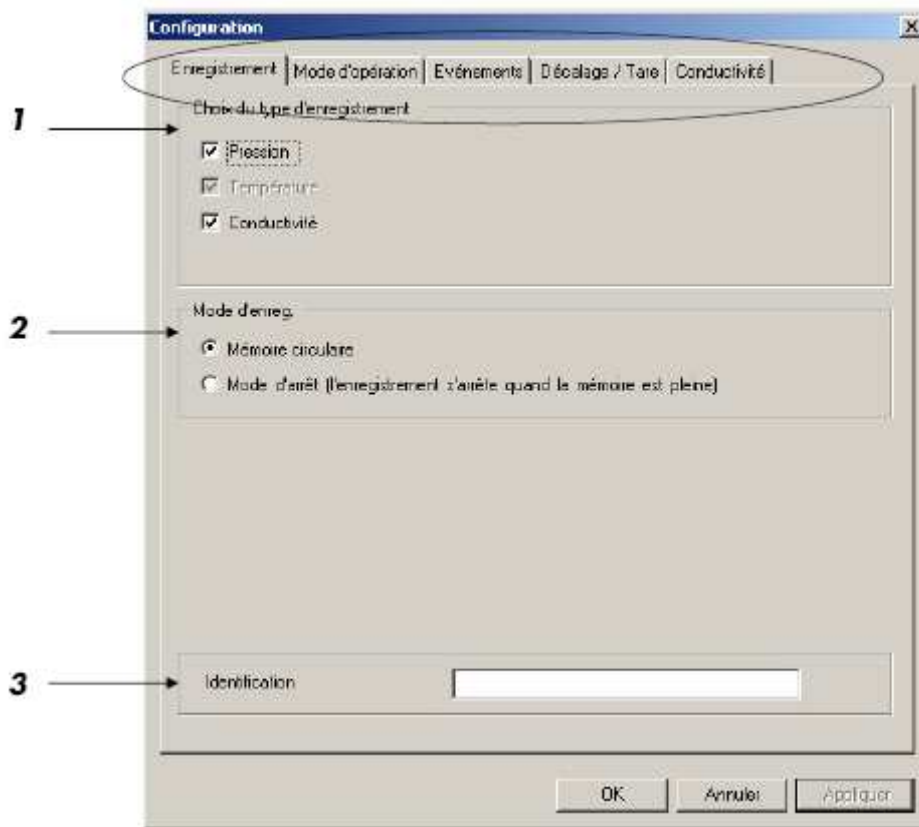 Configuration
Enregistrement Mode d'opération Evénements Décalage / Tare Conductivité
Choix du type d'enregistrement
1
Pression
Température
Conductivité
Mode d'enreg.
2
Mémoire circulaire
Mode d'arrêt (l'enregistrement s'arrête quand la mémoire est pleine)
3
Identification
OK Annuler Appliquer